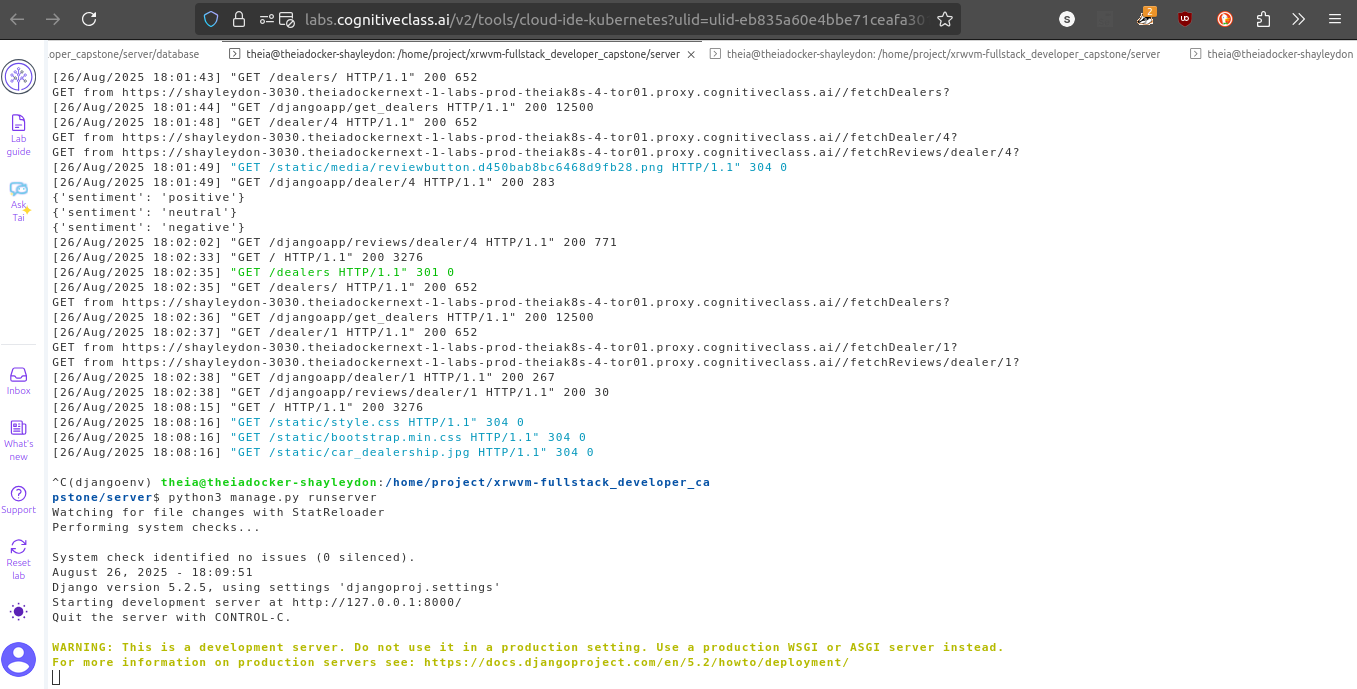 labs.cognitiveclass.ai/v2/tools/cloud-ide-kubernetes?ulid=ulid-eb835a60e4bbe71ceafa30
S
2
UD
oper_capstone/server/database
theia@theiadocker-shayleydon: /home/project/xrwvm-fullstack_developer_capstone/server
theia@theiadocker-shayleydon: /home/project/xrwvm-fullstack_developer_capstone/server
theia@theiadocker-shayleydon
Lab
guide
Ask
Tai
Inbox
What's
new
Support
Reset
lab
[26/Aug/2025 18:01:43] "GET /dealers/ HTTP/1.1" 200 652
GET from https://shayleydon-3030.theiadockernext-1-labs-prod-theiak8s-4-tor01.proxy.cognitiveclass.ai//fetchDealers?
[26/Aug/2025 18:01:44] "GET /djangoapp/get_dealers HTTP/1.1" 200 12500
[26/Aug/2025 18:01:48] "GET /dealer/4 HTTP/1.1" 200 652
GET from https://shayleydon-3030.theiadockernext-1-labs-prod-theiak8s-4-tor01.proxy.cognitiveclass.ai//fetchDealer/4?
GET from https://shayleydon-3030.theiadockernext-1-labs-prod-theiak8s-4-tor01.proxy.cognitiveclass.ai//fetchReviews/dealer/4?
[26/Aug/2025 18:01:49] "GET /static/media/reviewbutton.d450bab8bc6468d9fb28.png HTTP/1.1" 304 0
[26/Aug/2025 18:01:49] "GET /djangoapp/dealer/4 HTTP/1.1" 200 283
{'sentiment': 'positive'}
{'sentiment': 'neutral'}
{'sentiment': 'negative'}
[26/Aug/2025 18:02:02] "GET /djangoapp/reviews/dealer/4 HTTP/1.1" 200 771
[26/Aug/2025 18:02:33] "GET / HTTP/1.1" 200 3276
[26/Aug/2025 18:02:35] "GET /dealers HTTP/1.1" 301 0
[26/Aug/2025 18:02:35] "GET /dealers/ HTTP/1.1" 200 652
GET from https://shayleydon-3030.theiadockernext-1-labs-prod-theiak8s-4-tor01.proxy.cognitiveclass.ai//fetchDealers?
[26/Aug/2025 18:02:36] "GET /djangoapp/get_dealers HTTP/1.1" 200 12500
[26/Aug/2025 18:02:37] "GET /dealer/1 HTTP/1.1" 200 652
GET from https://shayleydon-3030.theiadockernext-1-labs-prod-theiak8s-4-tor01.proxy.cognitiveclass.ai//fetchDealer/1?
GET from https://shayleydon-3030.theiadockernext-1-labs-prod-theiak8s-4-tor01.proxy.cognitiveclass.ai//fetchReviews/dealer/1?
[26/Aug/2025 18:02:38] "GET /djangoapp/dealer/1 HTTP/1.1" 200 267
[26/Aug/2025 18:02:38] "GET /djangoapp/reviews/dealer/1 HTTP/1.1" 200 30
[26/Aug/2025 18:08:15] "GET / HTTP/1.1" 200 3276
[26/Aug/2025 18:08:16] "GET /static/style.css HTTP/1.1" 304 0
[26/Aug/2025 18:08:16] "GET /static/bootstrap.min.css HTTP/1.1" 304 0
[26/Aug/2025 18:08:16] "GET /static/car_dealership.jpg HTTP/1.1" 304 0
^C(djangoenv) theia@theiadocker-shayleydon:/home/project/xrwvm-fullstack_developer_ca
pstone/server$ python3 manage.py runserver
Watching for file changes with StatReloader
Performing system checks...
System check identified no issues (0 silenced).
August 26, 2025 - 18:09:51
Django version 5.2.5, using settings 'djangoproj.settings'
Starting development server at http://127.0.0.1:8000/
Quit the server with CONTROL-C.
WARNING: This is a development server. Do not use it in a production setting. Use a production WSGI or ASGI server instead.
For more information on production servers see: https://docs.djangoproject.com/en/5.2/howto/deployment/